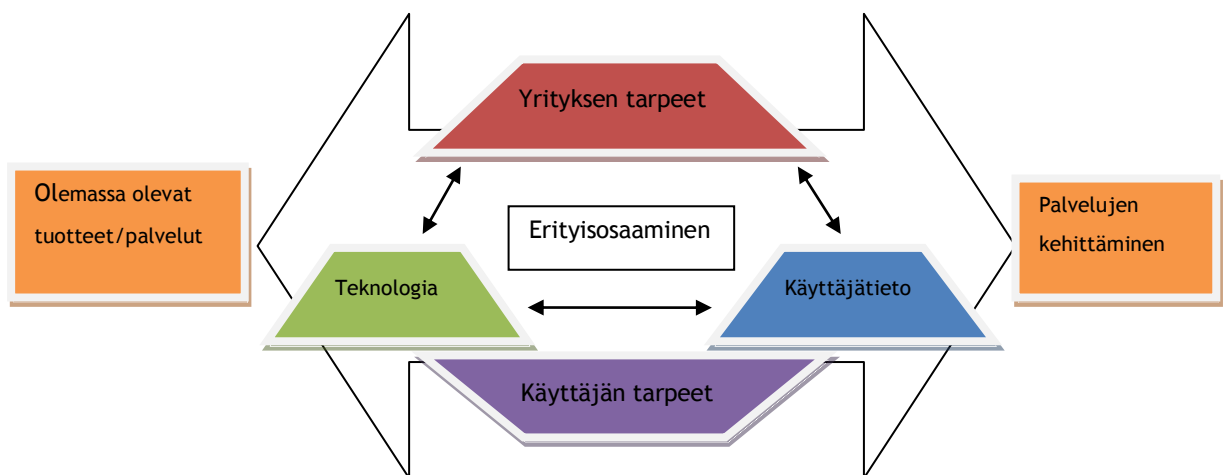 Yrityksen tarpeet
Olemassa olevat
tuotteet/palvelut
Erityisosaaminen
Palvelujen
kehittäminen
Teknologia
Käyttäjätieto
Käyttäjän tarpeet